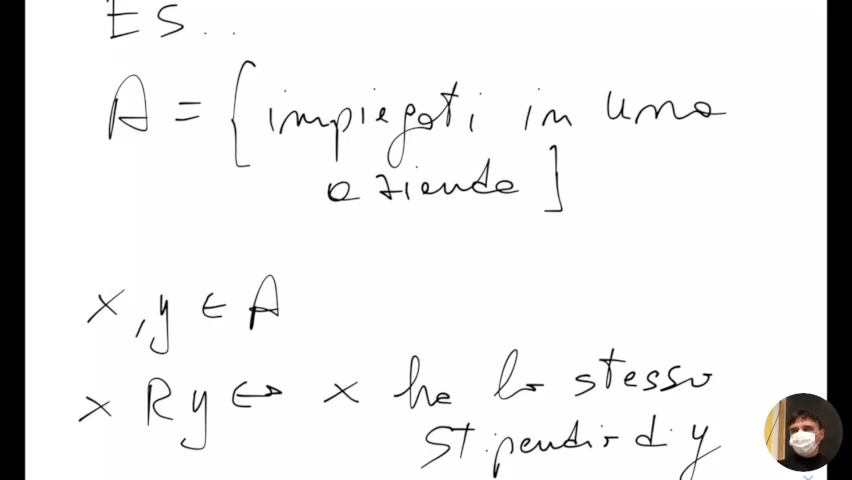 ES..
A = { impiegati in una
azienda }
x, y ∈ A
x R y ↔ x ha lo stesso
stipendio di y